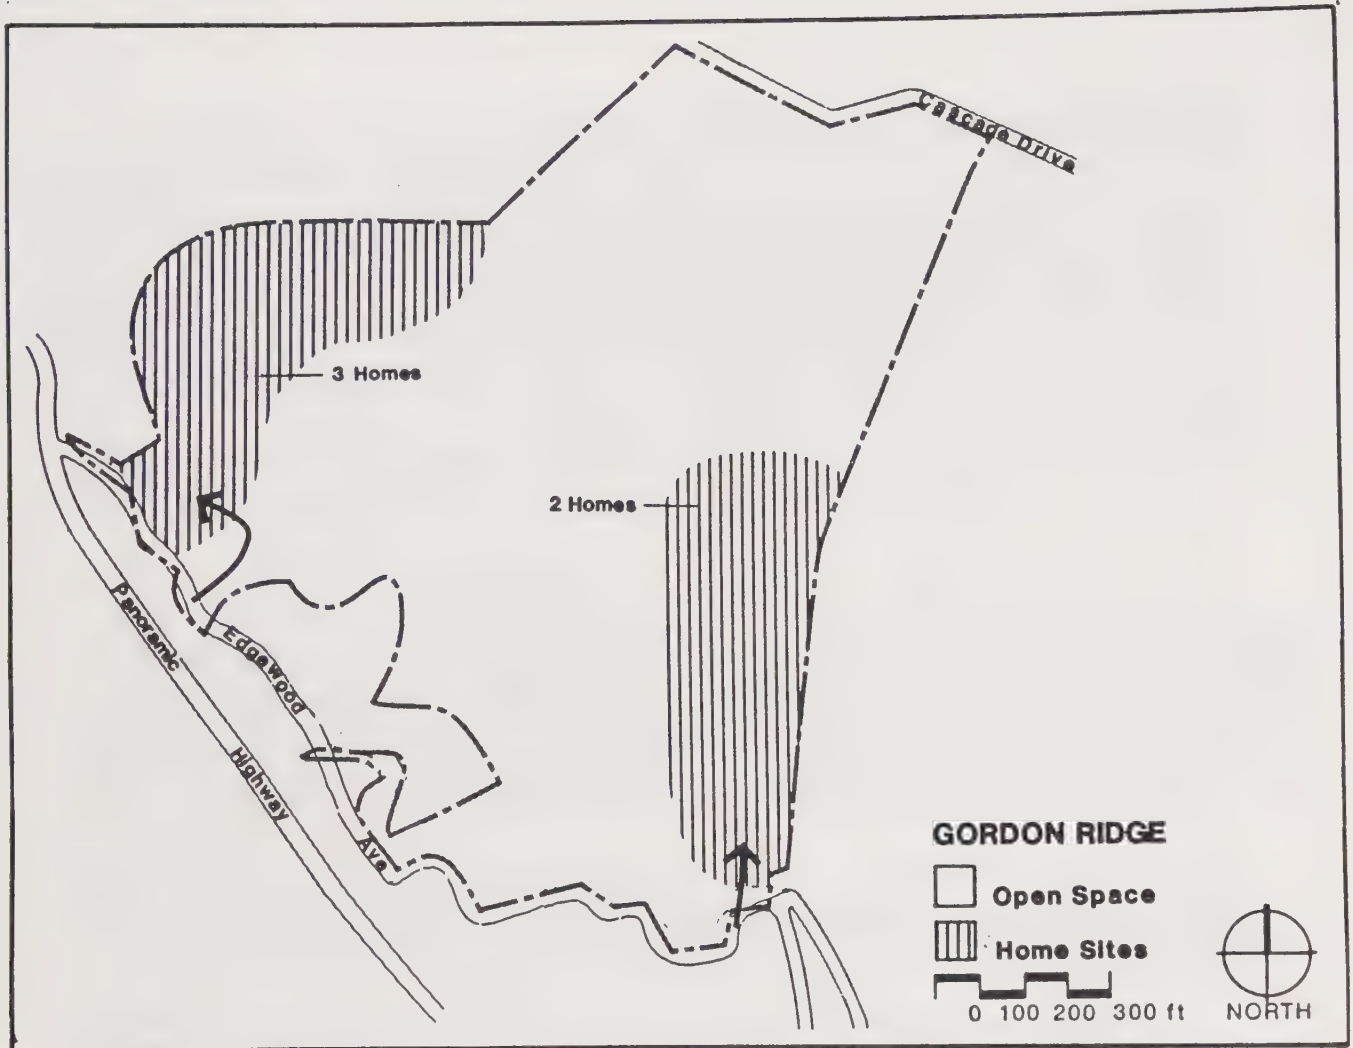 Cascade Drive
3 Homes
2 Homes
Panoramic
Highway
Edgewood
Ave
GORDON RIDGE
Open Space
Home Sites
0 100 200 300 ft
NORTH